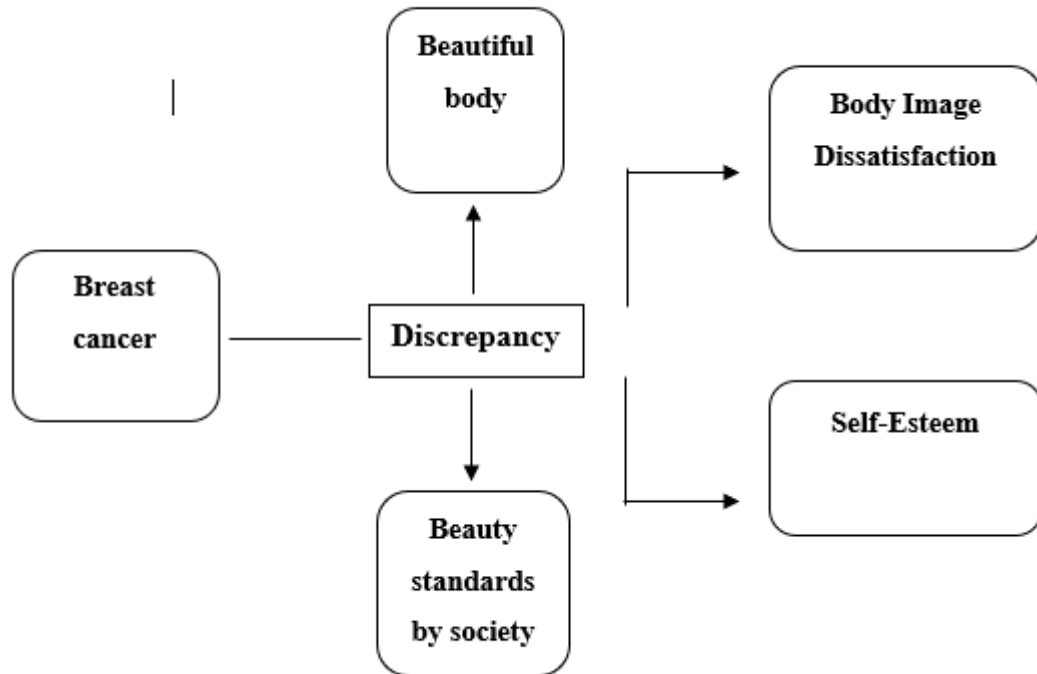 Beautiful
body
Body Image
Dissatisfaction
Breast
cancer
Discrepancy
Self-Esteem
Beauty
standards
by society